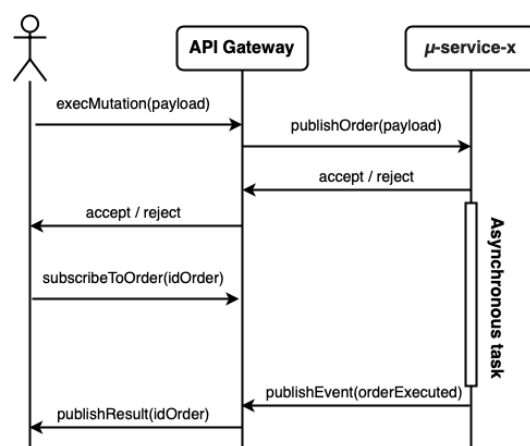 API Gateway
µ-service-x
execMutation(payload)
publishOrder(payload)
accept / reject
accept / reject
subscribeToOrder(idOrder)
Asynchronous task
publishEvent(orderExecuted)
publishResult(idOrder)